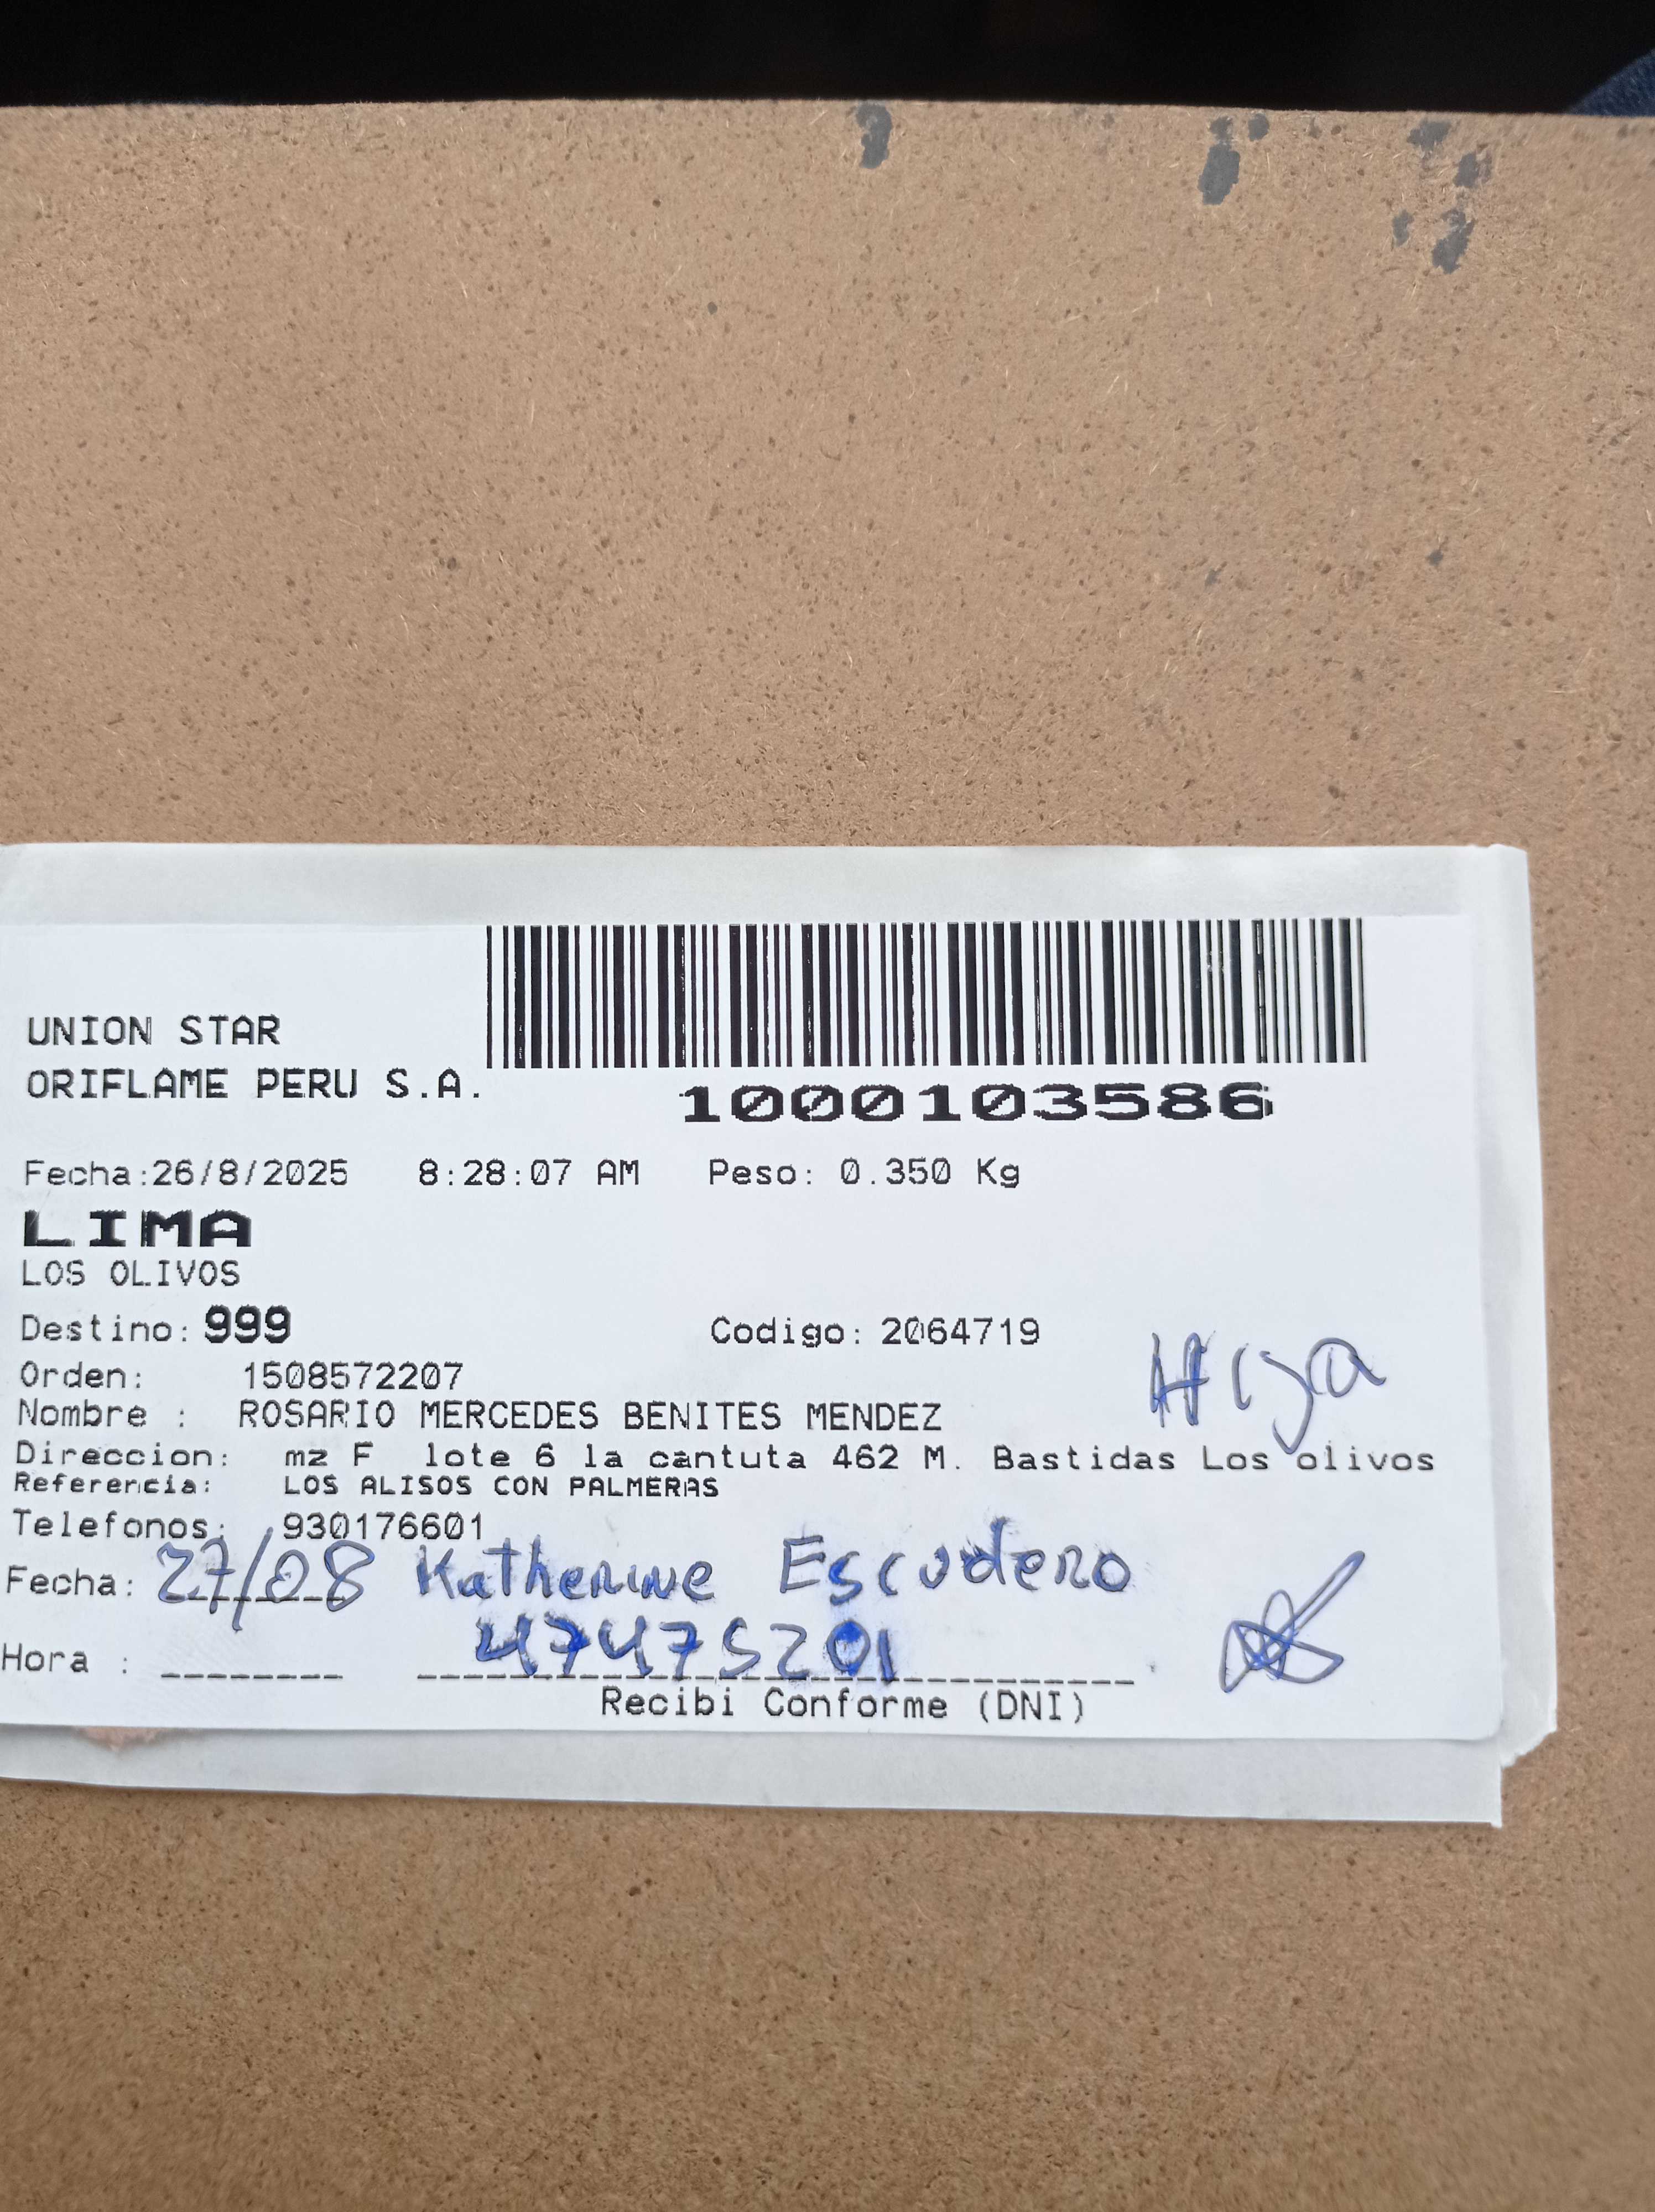 UNION STAR
ORIFLAME PERU S.A.
1000103586
Fecha:26/8/2025 8:28:07 AM Peso: 0.350 Kg
LIMA
LOS OLIVOS
Destino: 999 Codigo: 2064719
Hija
Orden: 1508572207
Nombre : ROSARIO MERCEDES BENITES MENDEZ
Direccion: mz F lote 6 la cantuta 462 M. Bastidas Los olivos
Referencia: LOS ALISOS CON PALMERAS
Telefonos: 930176601
Fecha: 27/08 Katherine Escudero
Hora : 47475201
Recibi Conforme (DNI)